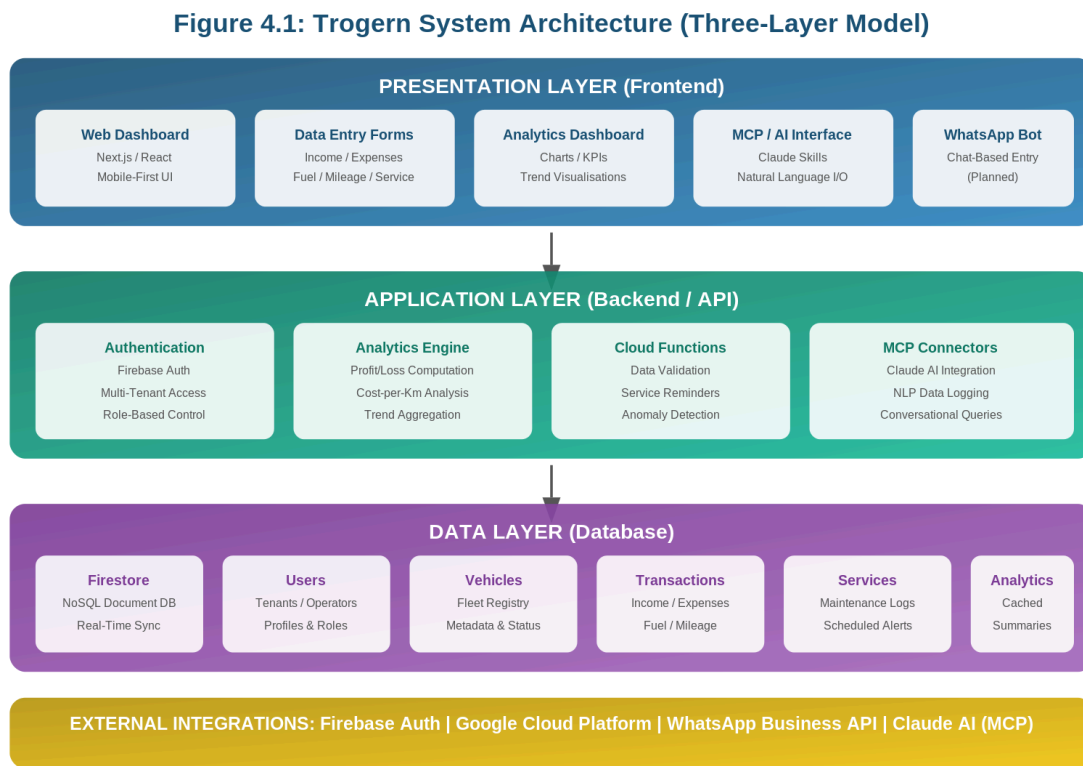 Figure 4.1: Trogern System Architecture (Three-Layer Model)
PRESENTATION LAYER (Frontend)
Web Dashboard
Next.js / React
Mobile-First UI
Data Entry Forms
Income / Expenses
Fuel / Mileage / Service
Analytics Dashboard
Charts / KPIs
Trend Visualisations
MCP / AI Interface
Claude Skills
Natural Language I/O
WhatsApp Bot
Chat-Based Entry
(Planned)
APPLICATION LAYER (Backend / API)
Authentication
Firebase Auth
Multi-Tenant Access
Role-Based Control
Analytics Engine
Profit/Loss Computation
Cost-per-Km Analysis
Trend Aggregation
Cloud Functions
Data Validation
Service Reminders
Anomaly Detection
MCP Connectors
Claude AI Integration
NLP Data Logging
Conversational Queries
DATA LAYER (Database)
Firestore
NoSQL Document DB
Real-Time Sync
Users
Tenants / Operators
Profiles & Roles
Vehicles
Fleet Registry
Metadata & Status
Transactions
Income / Expenses
Fuel / Mileage
Services
Maintenance Logs
Scheduled Alerts
Analytics
Cached
Summaries
EXTERNAL INTEGRATIONS: Firebase Auth | Google Cloud Platform | WhatsApp Business API | Claude AI (MCP)